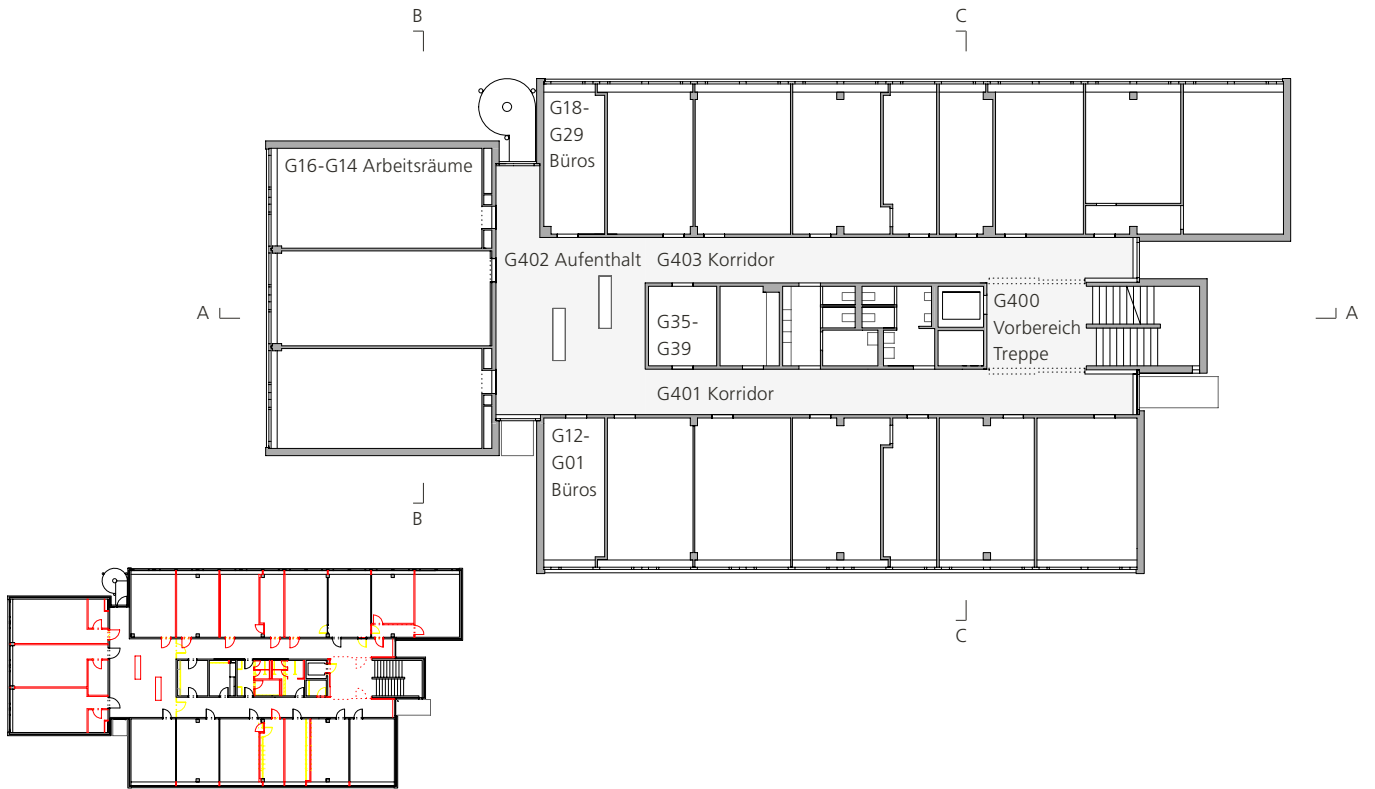 B
C
G18-
G29
Büros
G16-G14 Arbeitsräume
G402 Aufenthalt
G403 Korridor
A
G35-
G39
G400
Vorbereich
Treppe
A
G401 Korridor
G12-
G01
Büros
B
C